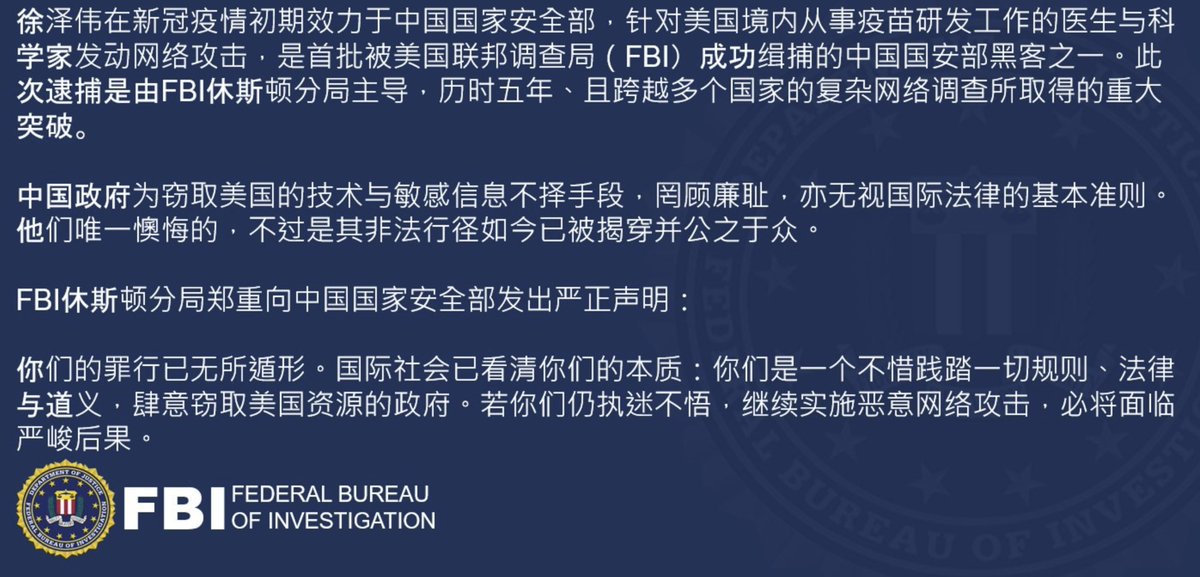 徐泽伟在新冠疫情初期效力于中国国家安全部，针对美国境内从事疫苗研发工作的医生与科
学家发动网络攻击，是首批被美国联邦调查局（FBI）成功缉捕的中国国安部黑客之一。此
次逮捕是由FBI休斯顿分局主导，历时五年、且跨越多个国家的复杂网络调查所取得的重大
突破。
中国政府为窃取美国的技术与敏感信息不择手段，罔顾廉耻，亦无视国际法律的基本准则。
他们唯一懊悔的，不过是其非法行径如今已被揭穿并公之于众。
FBI休斯顿分局郑重向中国国家安全部发出严正声明：
你们的罪行已无所遁形。国际社会已看清你们的本质：你们是一个不惜践踏一切规则、法律
与道义，肆意窃取美国资源的政府。若你们仍执迷不悟，继续实施恶意网络攻击，必将面临
严峻后果。
DEPARTMENT OF JUSTICE
FEDERAL BUREAU OF INVESTIGATION
FBI
FEDERAL BUREAU
OF INVESTIGATION